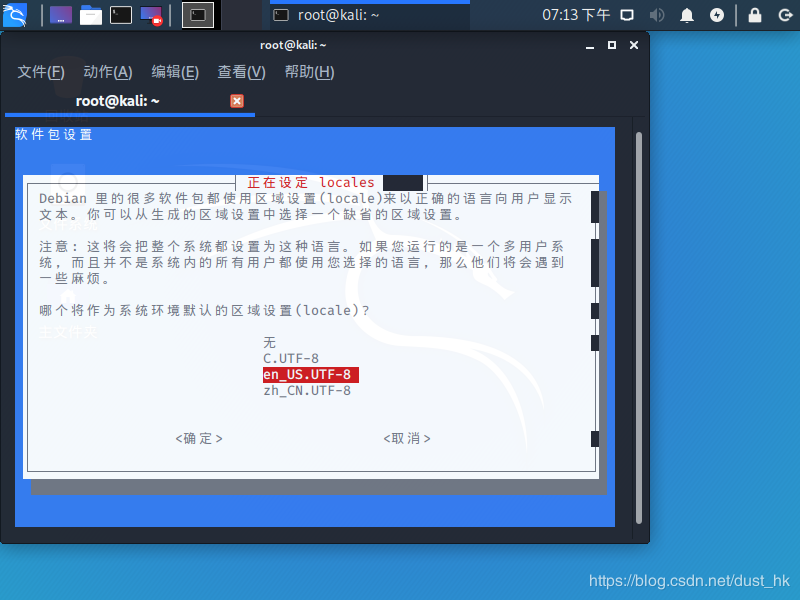 root@kali: ~
07:13 下午
root@kali: ~
文件(F) 动作(A) 编辑(E) 查看(V) 帮助(H)
root@kali: ~
软件包设置
正在设定 locales
Debian 里的很多软件包都使用区域设置(locale)来以正确的语言向用户显示
文本。你可以从生成的区域设置中选择一个缺省的区域设置。
注意: 这将会把整个系统都设置为这种语言。如果您运行的是一个多用户系
统, 而且并不是系统内的所有用户都使用您选择的语言, 那么他们将会遇到
一些麻烦。
哪个将作为系统环境默认的区域设置(locale)?
无
C.UTF-8
en_US.UTF-8
zh_CN.UTF-8
<确定> <取消>
https://blog.csdn.net/dust_hk